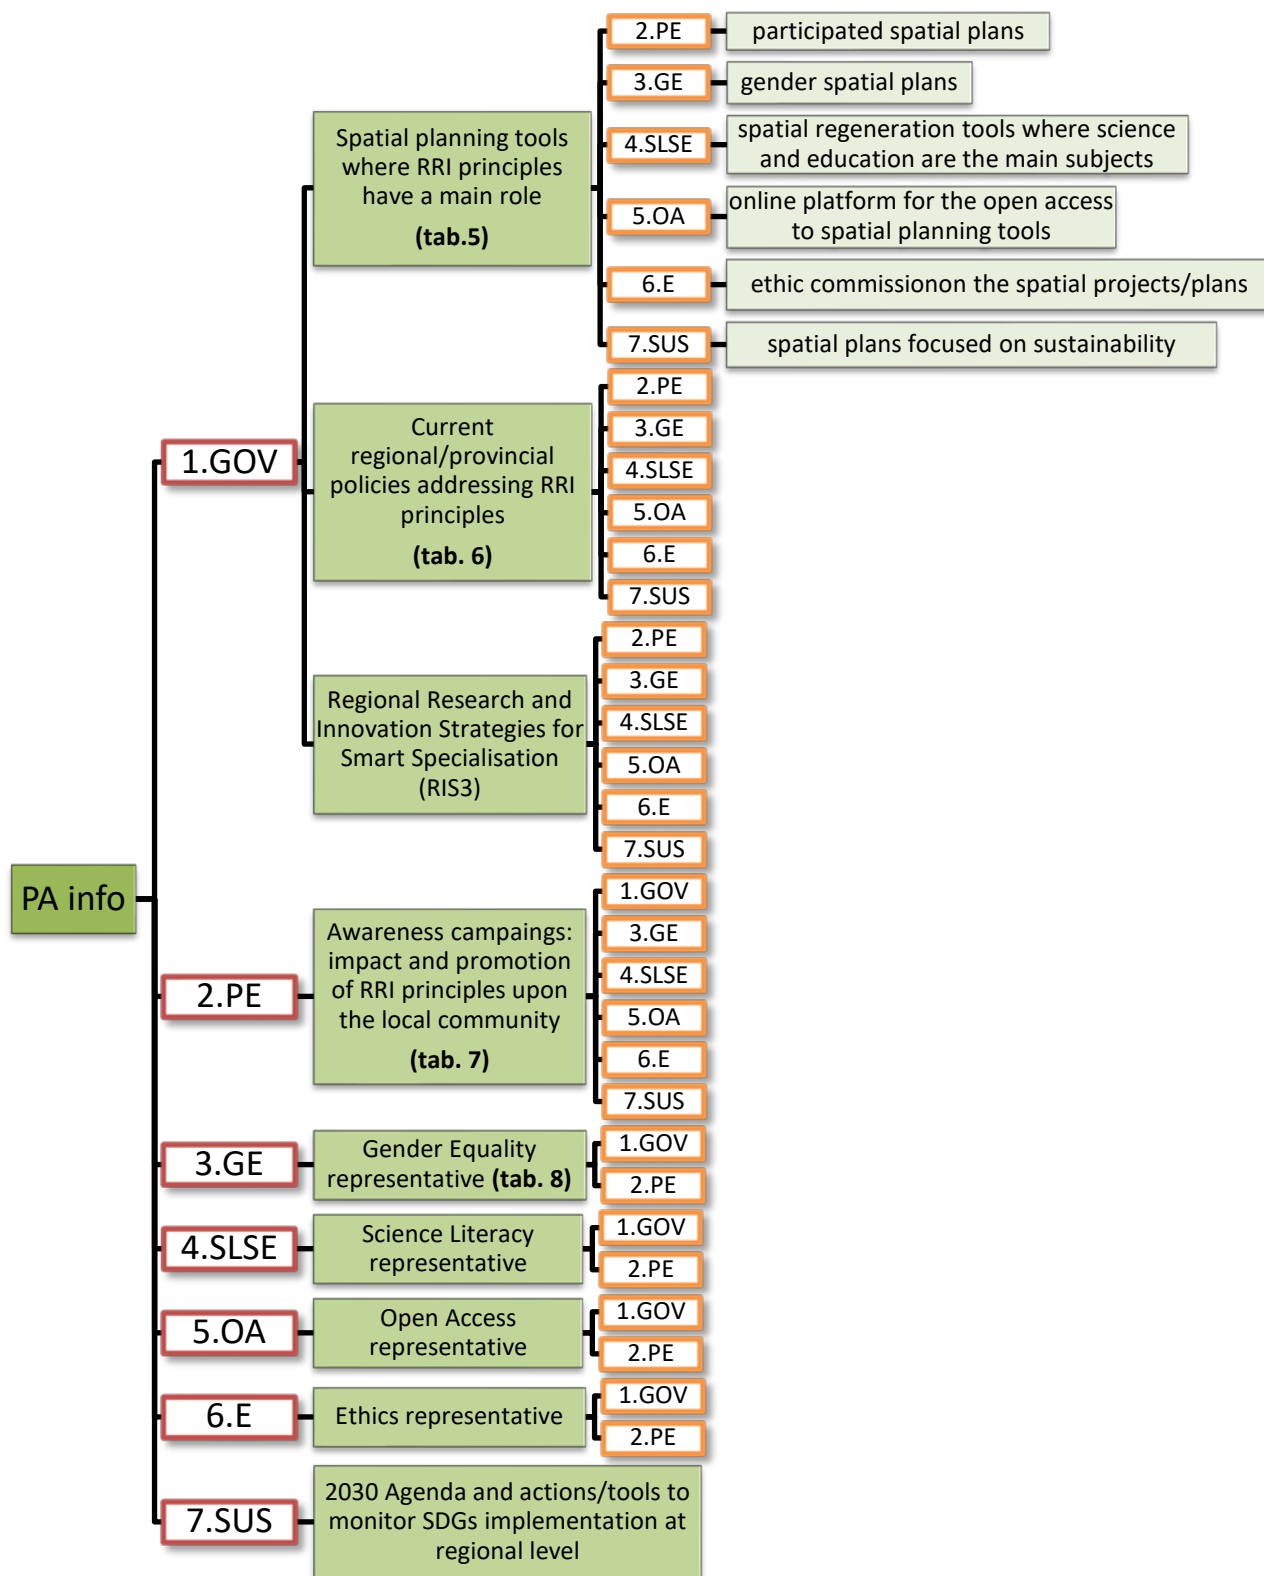 PA info
1.GOV
Spatial planning tools
where RRI principles
have a main role
(tab.5)
2.PE
participated spatial plans
3.GE
gender spatial plans
4.SLSE
spatial regeneration tools where science
and education are the main subjects
5.OA
online platform for the open access
to spatial planning tools
6.E
ethic commissionon the spatial projects/plans
7.SUS
spatial plans focused on sustainability
Current
regional/provincial
policies addressing RRI
principles
(tab. 6)
2.PE
3.GE
4.SLSE
5.OA
6.E
7.SUS
Regional Research and
Innovation Strategies for
Smart Specialisation
(RIS3)
2.PE
3.GE
4.SLSE
5.OA
6.E
7.SUS
2.PE
Awareness campaings:
impact and promotion
of RRI principles upon
the local community
(tab. 7)
1.GOV
3.GE
4.SLSE
5.OA
6.E
7.SUS
3.GE
Gender Equality
representative (tab. 8)
1.GOV
2.PE
4.SLSE
Science Literacy
representative
1.GOV
2.PE
5.OA
Open Access
representative
1.GOV
2.PE
6.E
Ethics representative
1.GOV
2.PE
7.SUS
2030 Agenda and actions/tools to
monitor SDGs implementation at
regional level